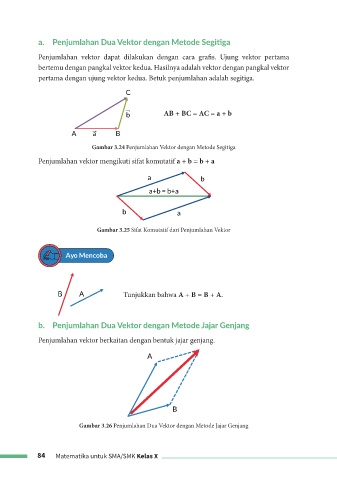 a. Penjumlahan Dua Vektor dengan Metode Segitiga
Penjumlahan vektor dapat dilakukan dengan cara grafis. Ujung vektor pertama
bertemu dengan pangkal vektor kedua. Hasilnya adalah vektor dengan pangkal vektor
pertama dengan ujung vektor kedua. Betuk penjumlahan adalah segitiga.
C
b
AB + BC = AC = a + b
A a B
Gambar 3.24 Penjumlahan Vektor dengan Metode Segitiga
Penjumlahan vektor mengikuti sifat komutatif a + b = b + a
a b
a+b = b+a
b a
Gambar 3.25 Sifat Komutatif dari Penjumlahan Vektor
Ayo Mencoba
B A Tunjukkan bahwa A + B = B + A.
b. Penjumlahan Dua Vektor dengan Metode Jajar Genjang
Penjumlahan vektor berkaitan dengan bentuk jajar genjang.
A
B
Gambar 3.26 Penjumlahan Dua Vektor dengan Metode Jajar Genjang
84 Matematika untuk SMA/SMK Kelas X